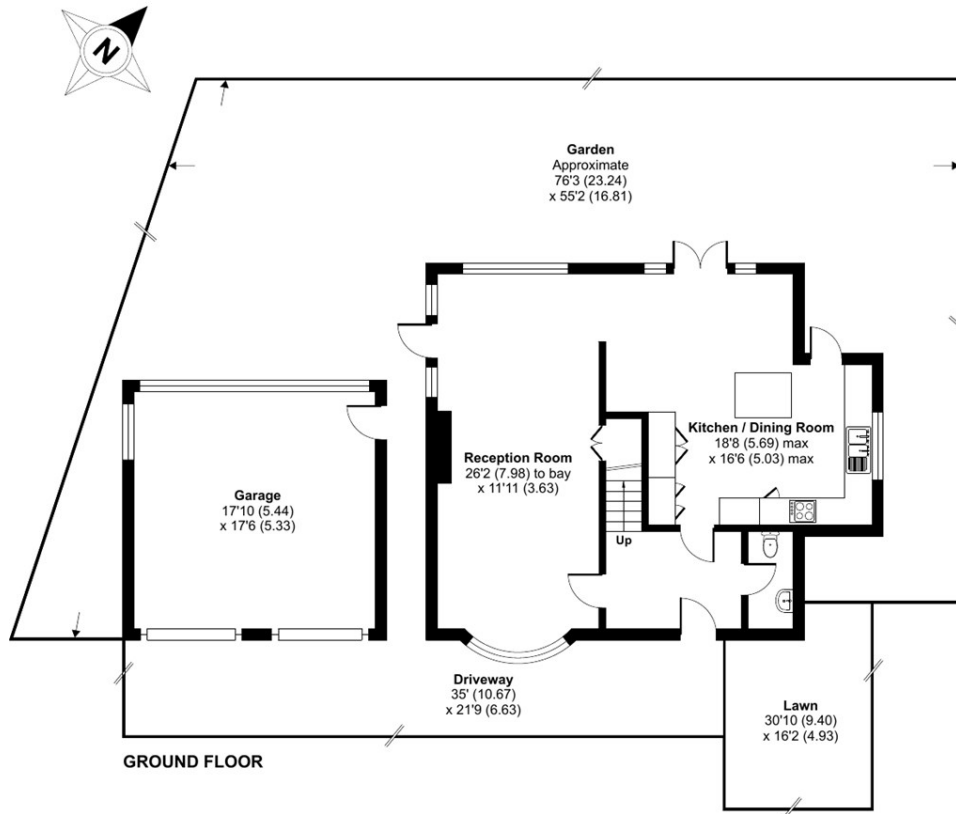 N
Garden
Approximate
76'3 (23.24)
x 55'2 (16.81)
Kitchen / Dining Room
18'8 (5.69) max
x 16'6 (5.03) max
Reception Room
26'2 (7.98) to bay
x 11'11 (3.63)
Garage
17'10 (5.44)
x 17'6 (5.33)
Up
Driveway
35' (10.67)
x 21'9 (6.63)
Lawn
30'10 (9.40)
x 16'2 (4.93)
GROUND FLOOR